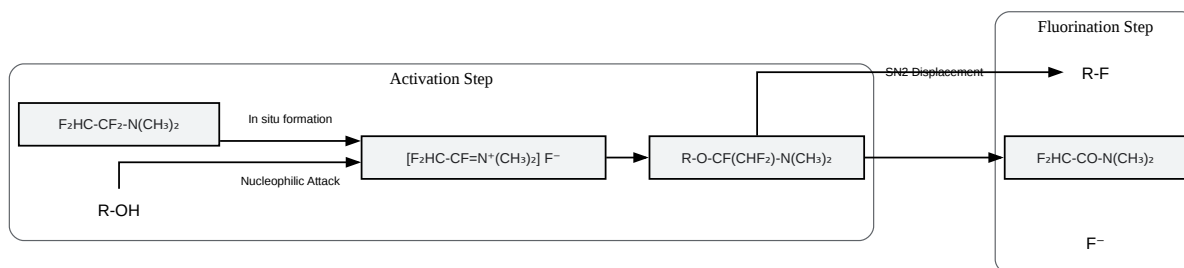 Fluorination Step
Activation Step
SN2 Displacement
R-F
F₂HC-CF₂-N(CH₃)₂
In situ formation
[F₂HC-CF=N⁺(CH₃)₂] F⁻
R-O-CF(CHF₂)-N(CH₃)₂
F₂HC-CO-N(CH₃)₂
Nucleophilic Attack
R-OH
F⁻